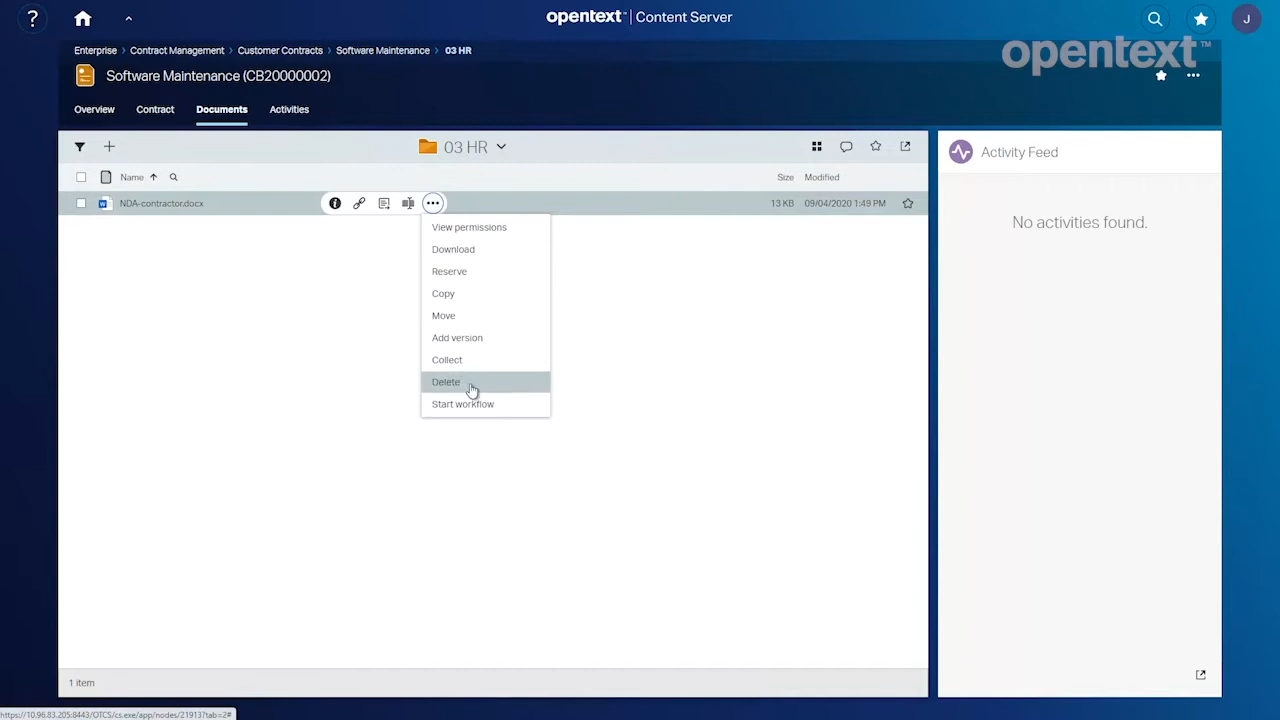 ?
opentext™ | Content Server
J
Enterprise › Contract Management › Customer Contracts › Software Maintenance › 03 HR
opentext™
Software Maintenance (CB20000002)
Overview Contract Documents Activities
03 HR
Activity Feed
Name Size Modified
NDA-contractor.docx 13 KB 09/04/2020 1:49 PM
No activities found.
View permissions
Download
Reserve
Copy
Move
Add version
Collect
Delete
Start workflow
1 item
https://10.96.83.205:8443/OTCS/cs.exe/app/nodes/21913?tab=2#